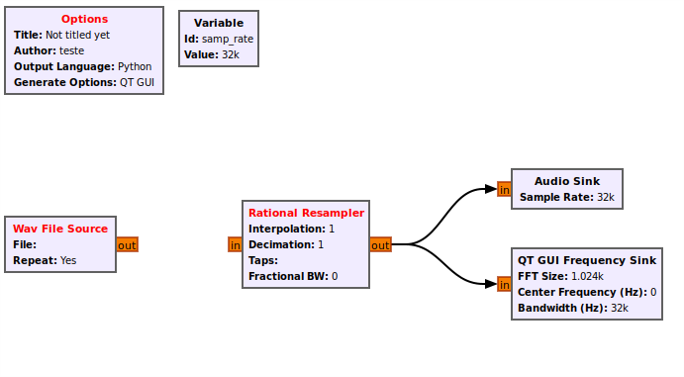 Options
Title: Not titled yet
Author: teste
Output Language: Python
Generate Options: QT GUI
Variable
Id: samp_rate
Value: 32k
Wav File Source
File:
Repeat: Yes
out
in
Rational Resampler
Interpolation: 1
Decimation: 1
Taps:
Fractional BW: 0
out
in
Audio Sink
Sample Rate: 32k
in
QT GUI Frequency Sink
FFT Size: 1.024k
Center Frequency (Hz): 0
Bandwidth (Hz): 32k